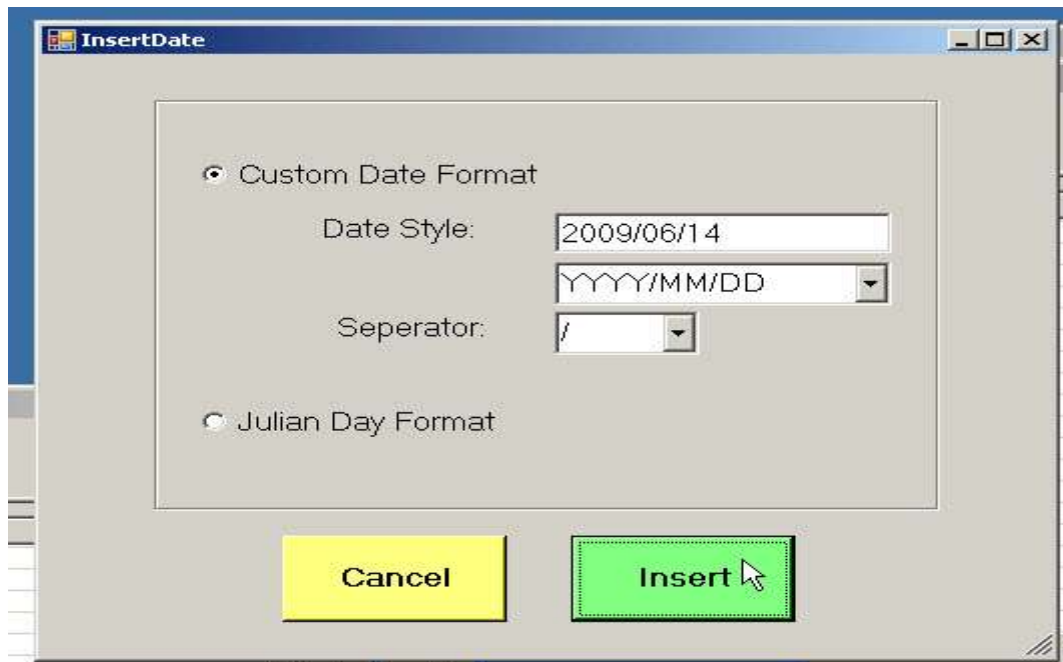 InsertDate
Custom Date Format
Date Style: 2009/06/14
YYYY/MM/DD
Seperator: /
Julian Day Format
Cancel Insert